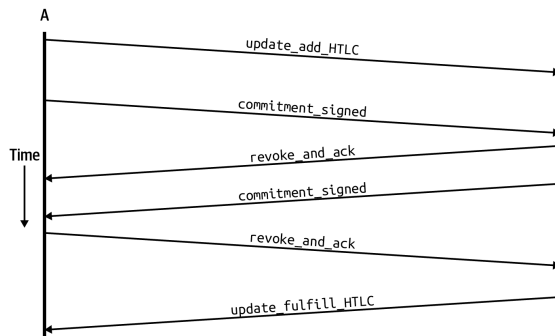 A
update_add_HTLC
commitment_signed
Time
revoke_and_ack
commitment_signed
revoke_and_ack
update_fulfill_HTLC